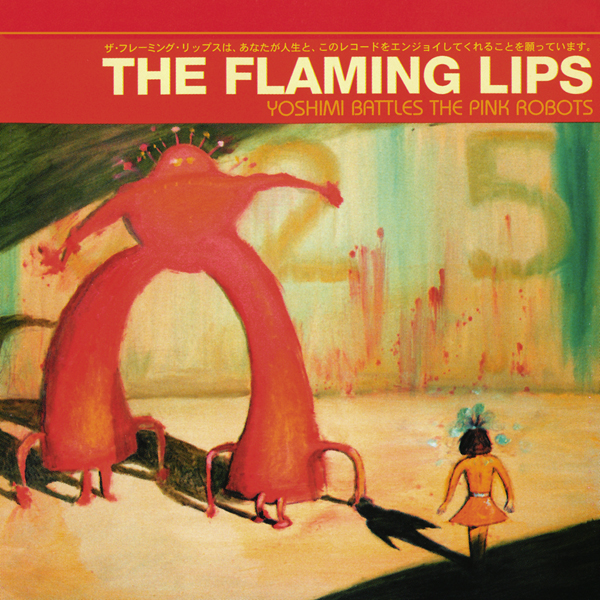 ザ・フレーミング・リップスは、あなたが人生と、このレコードをエンジョイしてくれることを願っています。
THE FLAMING LIPS
YOSHIMI BATTLES THE PINK ROBOTS
25